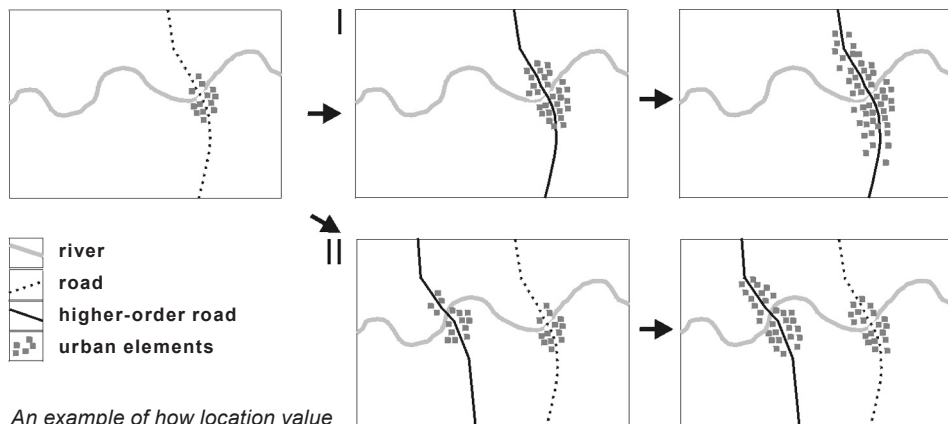 I
II
river
road
higher-order road
urban elements
An example of how location value